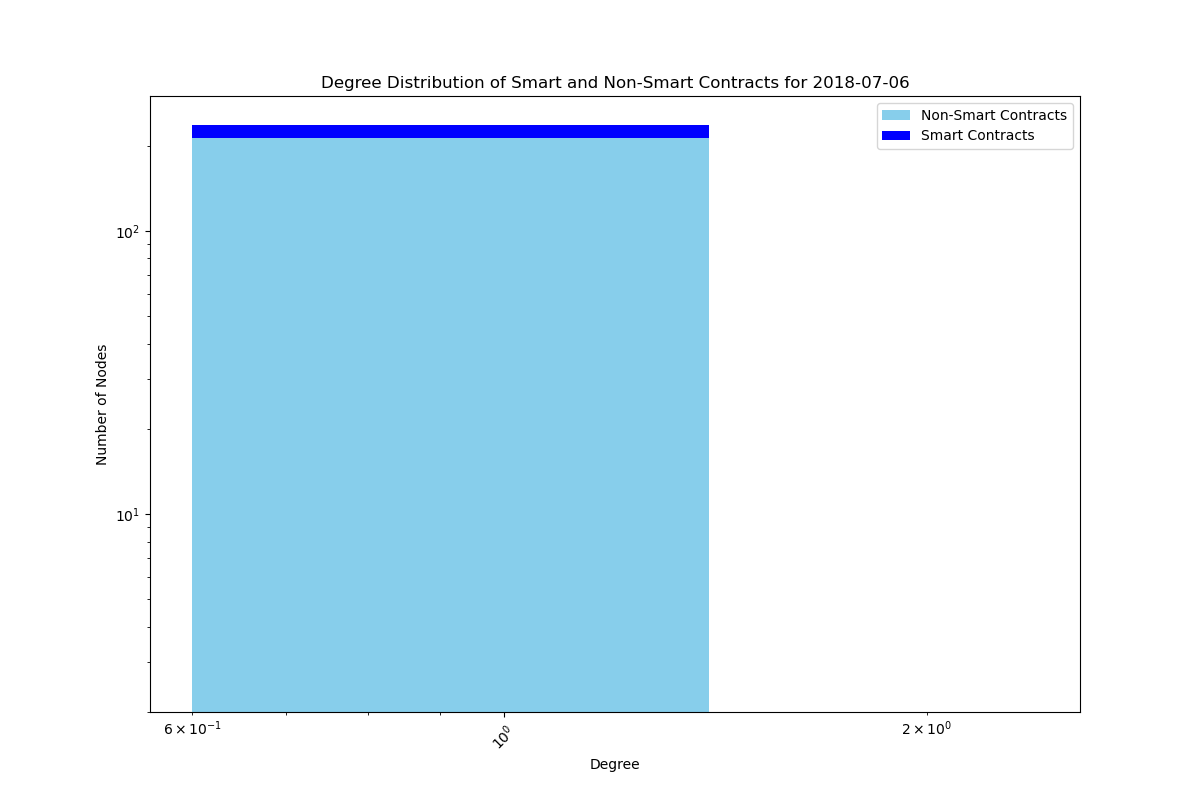 Degree Distribution of Smart and Non-Smart Contracts for 2018-07-06
Non-Smart Contracts
Smart Contracts
Number of Nodes
10²
10¹
6 × 10⁻¹
10⁰
2 × 10⁰
Degree